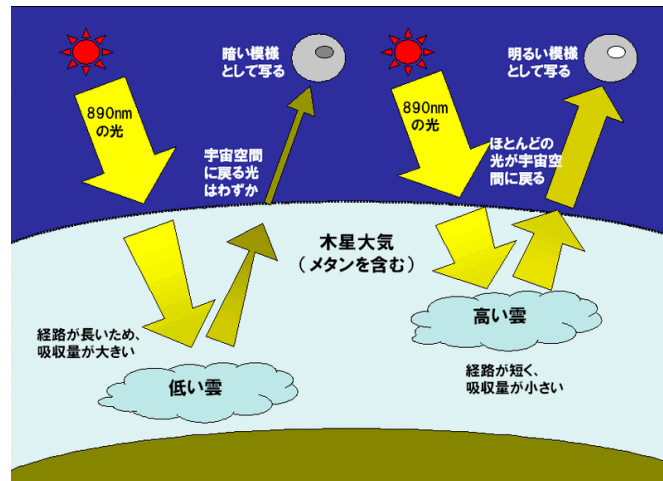 890nm
の光
暗い模様
として写る
宇宙空間
に戻る光
はわずか
経路が長いため、
吸収量が大きい
低い雲
木星大気
(メタンを含む)
890nm
の光
明るい模様
として写る
ほとんどの
光が宇宙空
間に戻る
高い雲
経路が短く、
吸収量が小さい